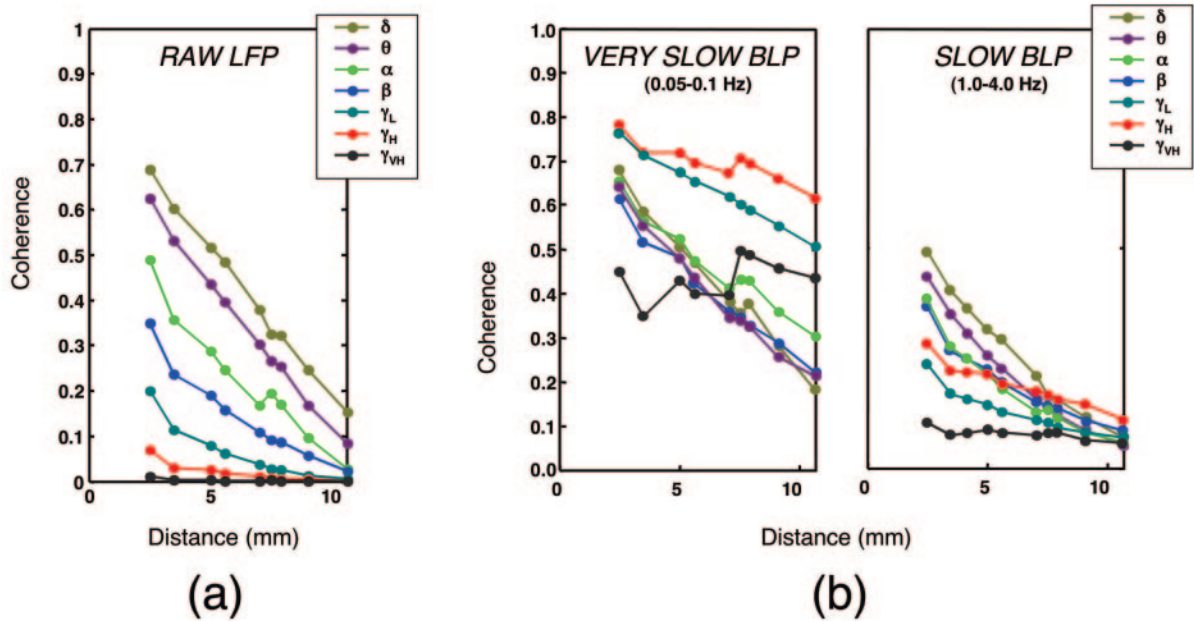 RAW LFP
δ
θ
α
β
γL
γH
γVH
1
0.9
0.8
0.7
0.6
0.5
0.4
0.3
0.2
0.1
0
0
5
10
Coherence
Distance (mm)
(a)
VERY SLOW BLP
(0.05-0.1 Hz)
1.0
0.9
0.8
0.7
0.6
0.5
0.4
0.3
0.2
0.1
0.0
0
5
10
Coherence
SLOW BLP
(1.0-4.0 Hz)
δ
θ
α
β
γL
γH
γVH
0
5
10
Distance (mm)
(b)